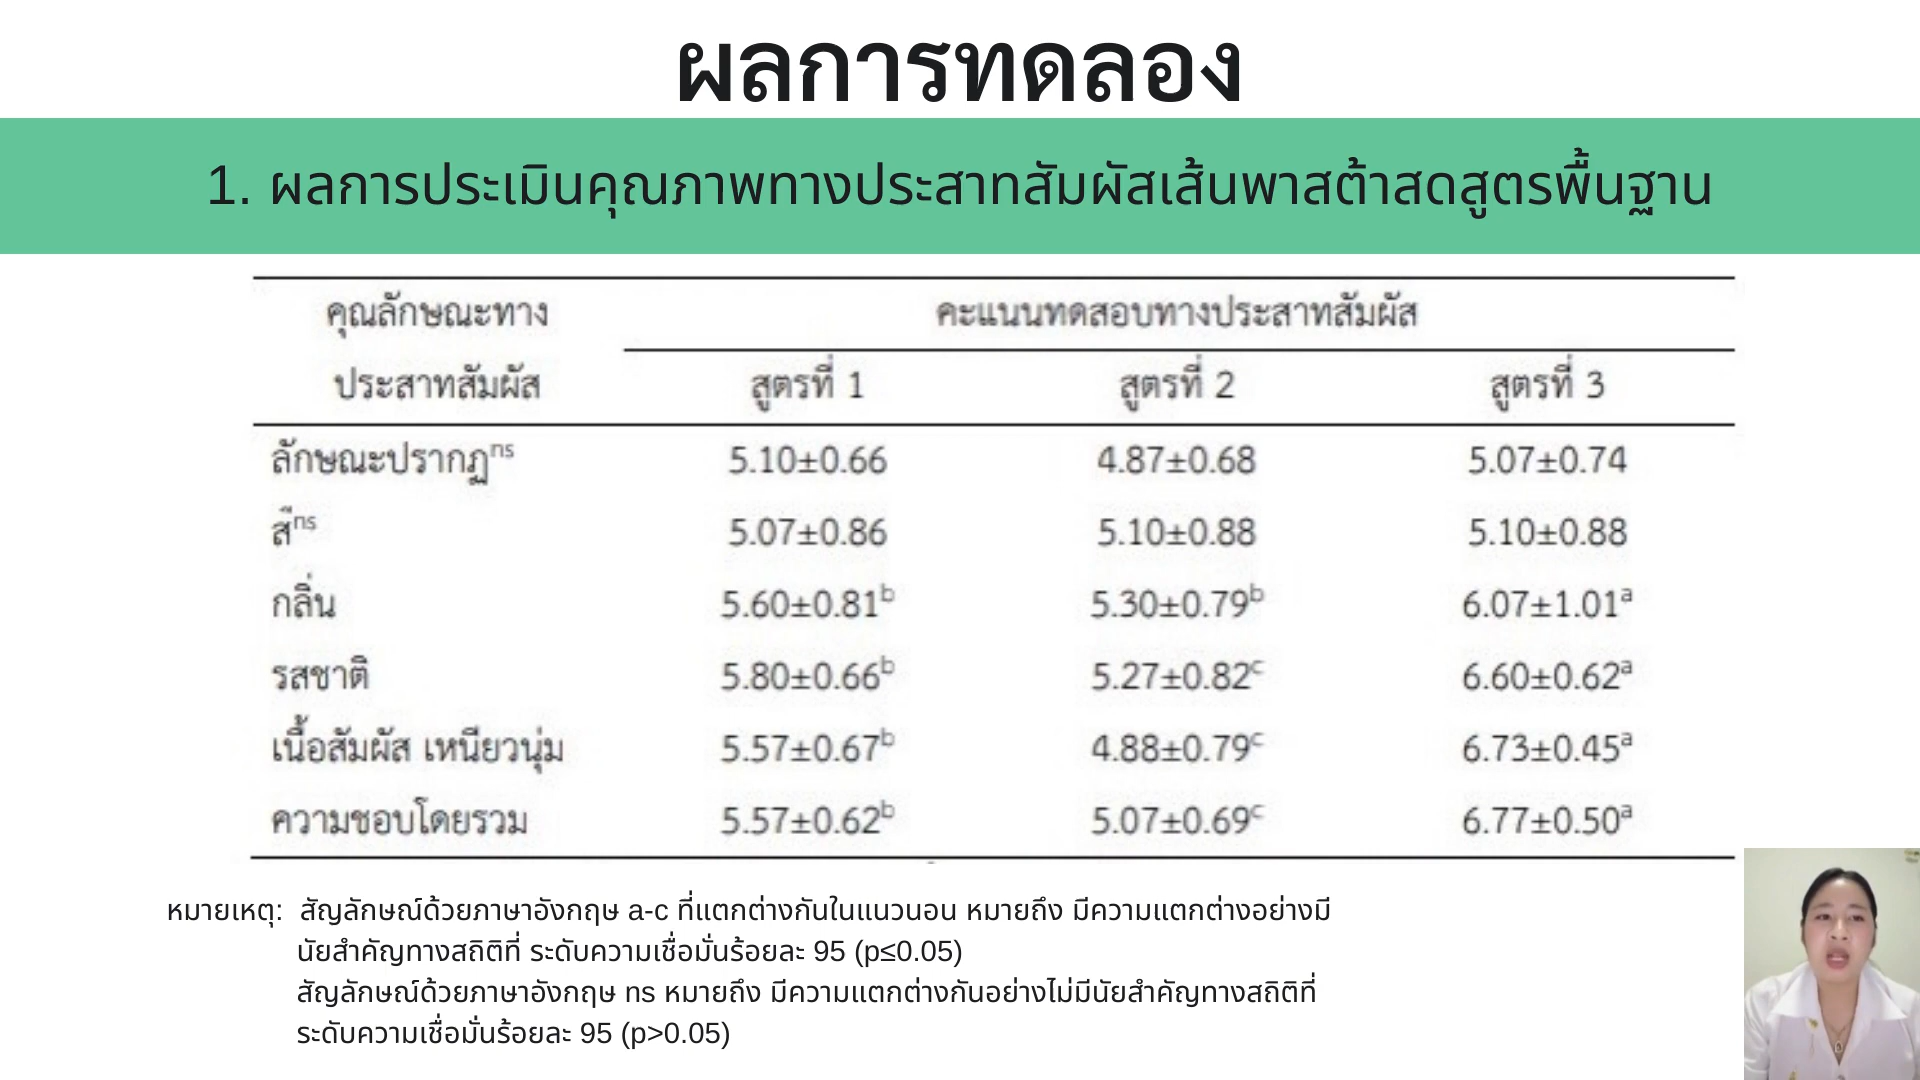 ผลการทดลอง
1. ผลการประเมินคุณภาพทางประสาทสัมผัสเส้นพาสต้าสดสูตรพื้นฐาน
คุณลักษณะทาง คะแนนทดสอบทางประสาทสัมผัส
ประสาทสัมผัส สูตรที่ 1 สูตรที่ 2 สูตรที่ 3
ลักษณะปรากฏns 5.10±0.66 4.87±0.68 5.07±0.74
สีns 5.07±0.86 5.10±0.88 5.10±0.88
กลิ่น 5.60±0.81b 5.30±0.79b 6.07±1.01a
รสชาติ 5.80±0.66b 5.27±0.82c 6.60±0.62a
เนื้อสัมผัส เหนียวนุ่ม 5.57±0.67b 4.88±0.79c 6.73±0.45a
ความชอบโดยรวม 5.57±0.62b 5.07±0.69c 6.77±0.50a
หมายเหตุ: สัญลักษณ์ด้วยภาษาอังกฤษ a-c ที่แตกต่างกันในแนวนอน หมายถึง มีความแตกต่างอย่างมี
นัยสำคัญทางสถิติที่ ระดับความเชื่อมั่นร้อยละ 95 (p≤0.05)
สัญลักษณ์ด้วยภาษาอังกฤษ ns หมายถึง มีความแตกต่างกันอย่างไม่มีนัยสำคัญทางสถิติที่
ระดับความเชื่อมั่นร้อยละ 95 (p>0.05)